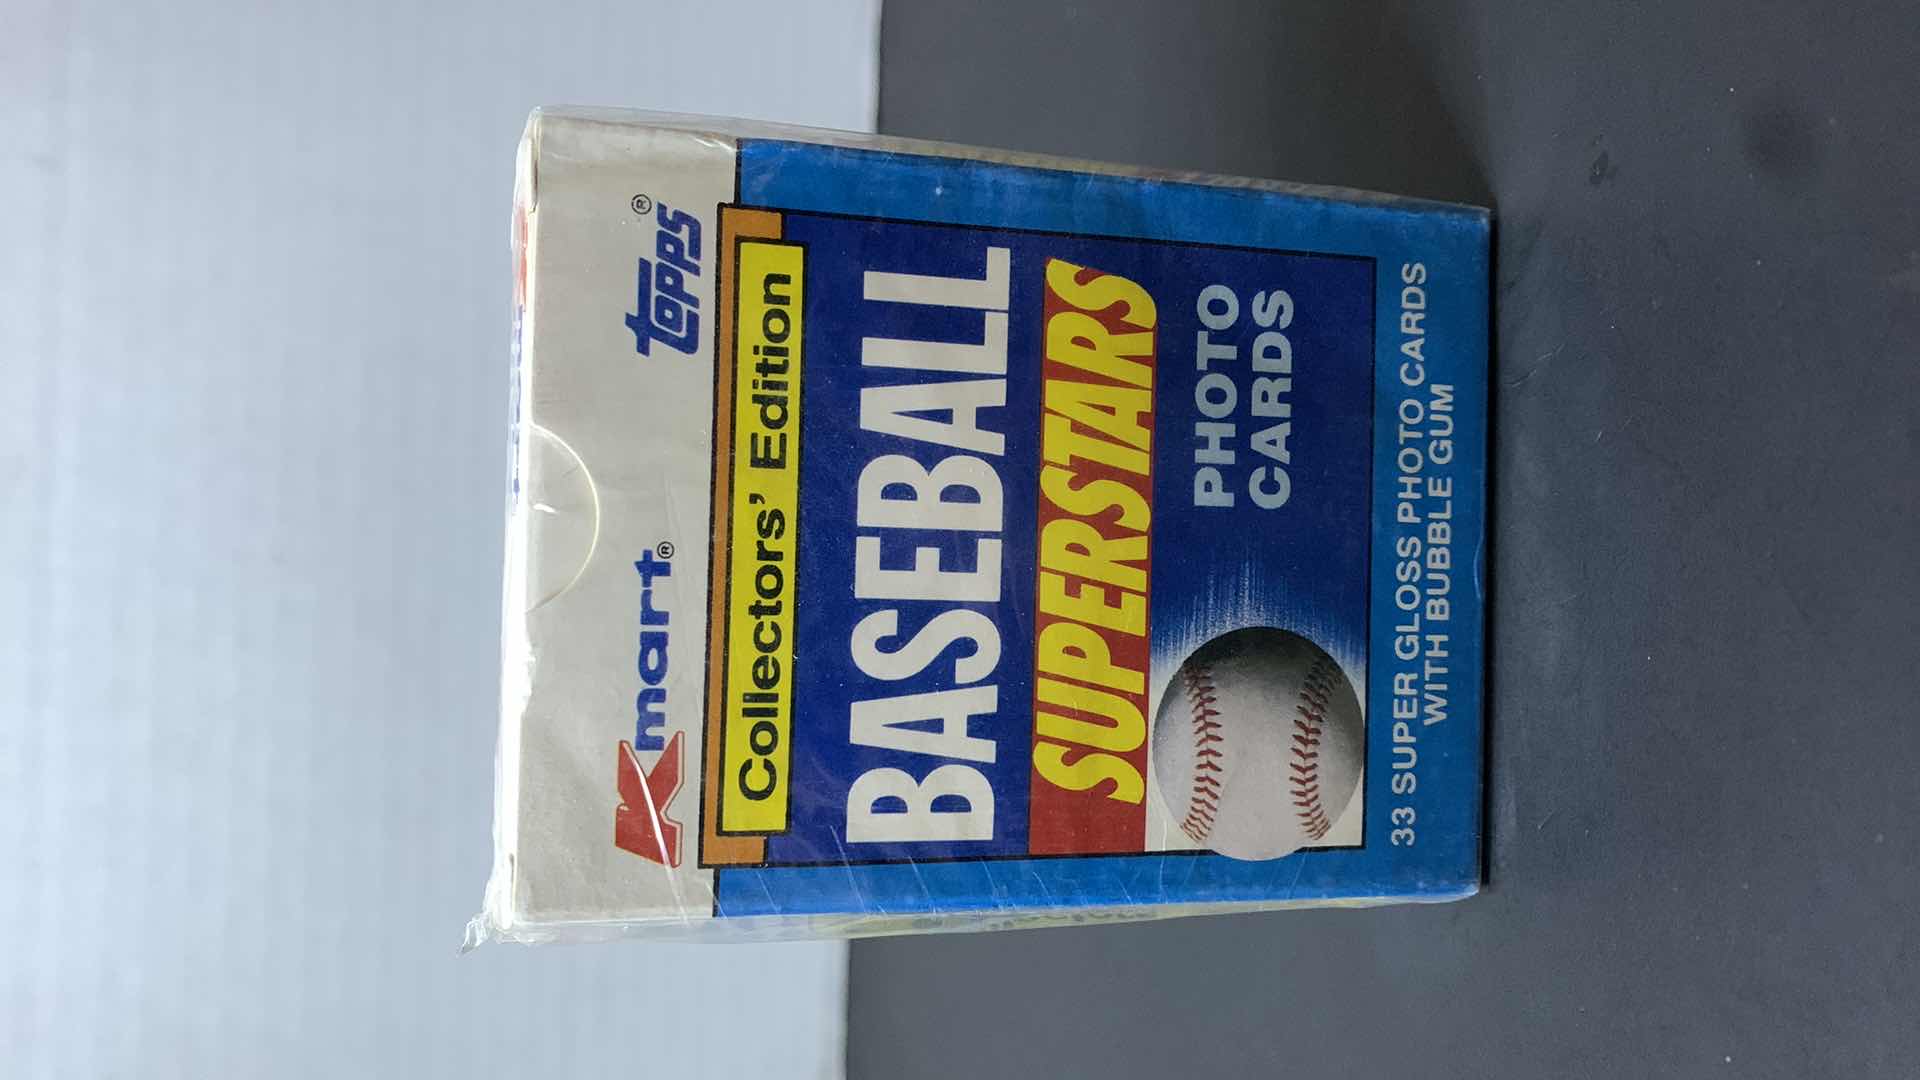 Kmart®
topps®
Collectors' Edition
BASEBALL
SUPERSTARS
PHOTO
CARDS
33 SUPER GLOSS PHOTO CARDS
WITH BUBBLE GUM